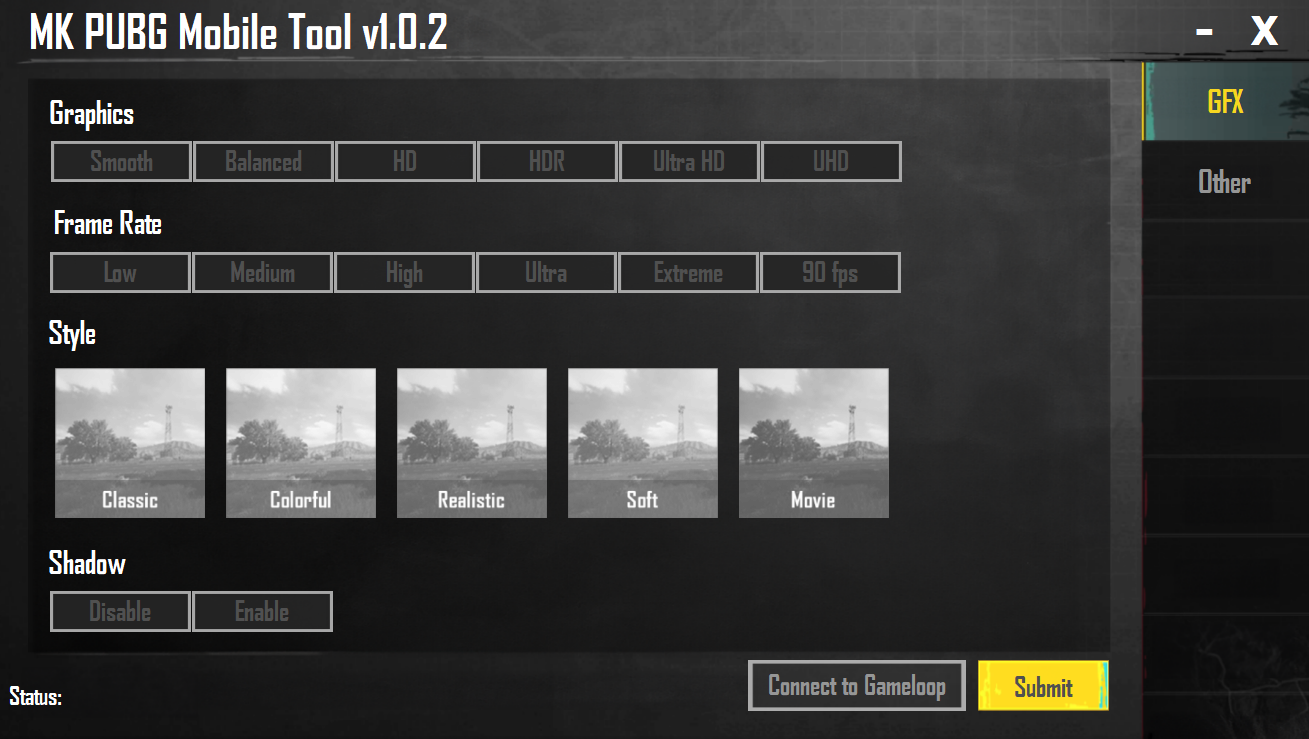 MK PUBG Mobile Tool v1.0.2
- X
GFX
Other
Graphics
Smooth Balanced HD HDR Ultra HD UHD
Frame Rate
Low Medium High Ultra Extreme 90 fps
Style
Classic Colorful Realistic Soft Movie
Shadow
Disable Enable
Connect to Gameloop Submit
Status: